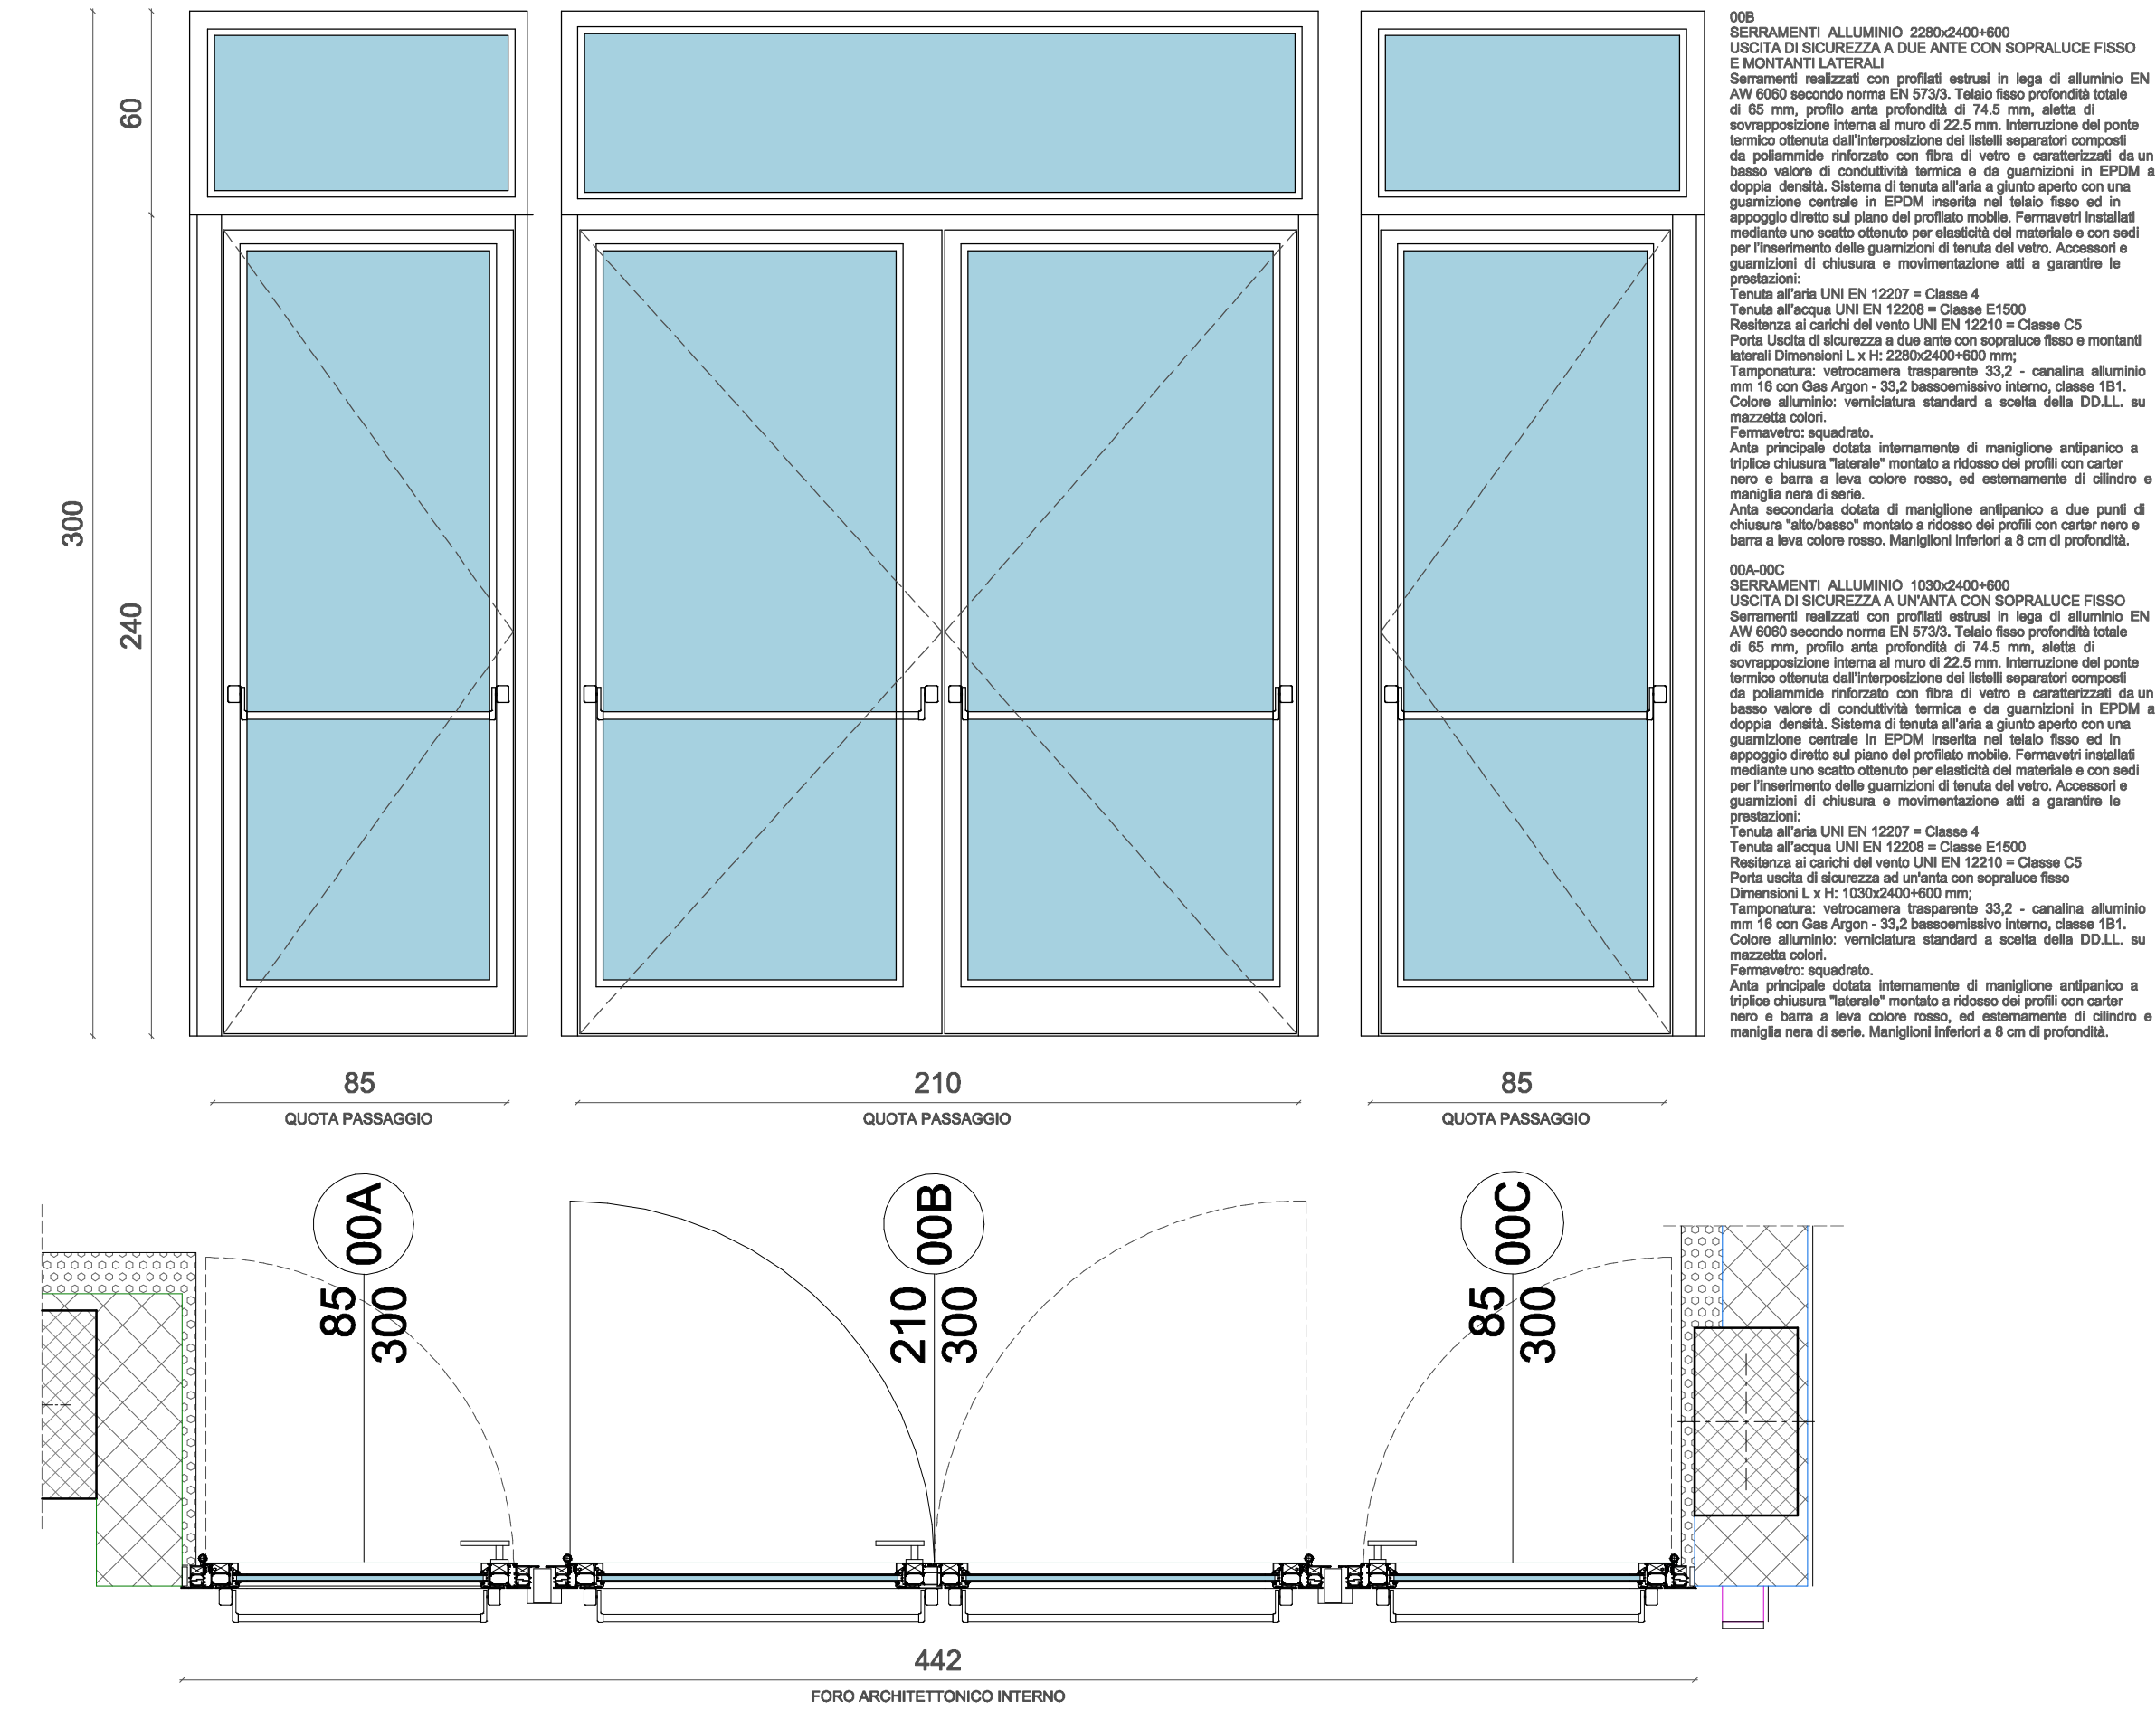 00B
SERRAMENTI ALLUMINIO 2280x2400+600
USCITA DI SICUREZZA A DUE ANTE CON SOPRALUCE FISSO
E MONTANTI LATERALI
Serramenti realizzati con profilati estrusi in lega di alluminio EN
AW 6060 secondo norma EN 573/3. Telaio fisso profondità totale
di 65 mm, profilo anta profondità di 74.5 mm, aletta di
sovrapposizione interna al muro di 22.5 mm. Interruzione del ponte
termico ottenuta dall'interposizione dei listelli separatori composti
da poliammide rinforzato con fibra di vetro e caratterizzati da un
basso valore di conduttività termica e da guarnizioni in EPDM a
doppia densità. Sistema di tenuta all'aria a giunto aperto con una
guarnizione centrale in EPDM inserita nel telaio fisso ed in
appoggio diretto sul piano del profilato mobile. Fermavetri installati
mediante uno scatto ottenuto per elasticità del materiale e con sedi
per l'inserimento delle guarnizioni di tenuta del vetro. Accessori e
guarnizioni di chiusura e movimentazione atti a garantire le
prestazioni:
Tenuta all'aria UNI EN 12207 = Classe 4
Tenuta all'acqua UNI EN 12208 = Classe E1500
Resitenza ai carichi del vento UNI EN 12210 = Classe C5
Porta Uscita di sicurezza a due ante con sopraluce fisso e montanti
laterali Dimensioni L x H: 2280x2400+600 mm;
Tamponatura: vetrocamera trasparente 33,2 - canalina alluminio
mm 16 con Gas Argon - 33,2 bassoemissivo interno, classe 1B1.
Colore alluminio: verniciatura standard a scelta della DD.LL. su
mazzetta colori.
Fermavetro: squadrato.
Anta principale dotata internamente di maniglione antipanico a
triplice chiusura "laterale" montato a ridosso dei profili con carter
nero e barra a leva colore rosso, ed esternamente di cilindro e
maniglia nera di serie.
Anta secondaria dotata di maniglione antipanico a due punti di
chiusura "alto/basso" montato a ridosso dei profili con carter nero e
barra a leva colore rosso. Maniglioni inferiori a 8 cm di profondità.
00A-00C
SERRAMENTI ALLUMINIO 1030x2400+600
USCITA DI SICUREZZA A UN'ANTA CON SOPRALUCE FISSO
Serramenti realizzati con profilati estrusi in lega di alluminio EN
AW 6060 secondo norma EN 573/3. Telaio fisso profondità totale
di 65 mm, profilo anta profondità di 74.5 mm, aletta di
sovrapposizione interna al muro di 22.5 mm. Interruzione del ponte
termico ottenuta dall'interposizione dei listelli separatori composti
da poliammide rinforzato con fibra di vetro e caratterizzati da un
basso valore di conduttività termica e da guarnizioni in EPDM a
doppia densità. Sistema di tenuta all'aria a giunto aperto con una
guarnizione centrale in EPDM inserita nel telaio fisso ed in
appoggio diretto sul piano del profilato mobile. Fermavetri installati
mediante uno scatto ottenuto per elasticità del materiale e con sedi
per l'inserimento delle guarnizioni di tenuta del vetro. Accessori e
guarnizioni di chiusura e movimentazione atti a garantire le
prestazioni:
Tenuta all'aria UNI EN 12207 = Classe 4
Tenuta all'acqua UNI EN 12208 = Classe E1500
Resitenza ai carichi del vento UNI EN 12210 = Classe C5
Porta uscita di sicurezza ad un'anta con sopraluce fisso
Dimensioni L x H: 1030x2400+600 mm;
Tamponatura: vetrocamera trasparente 33,2 - canalina alluminio
mm 16 con Gas Argon - 33,2 bassoemissivo interno, classe 1B1.
Colore alluminio: verniciatura standard a scelta della DD.LL. su
mazzetta colori.
Fermavetro: squadrato.
Anta principale dotata internamente di maniglione antipanico a
triplice chiusura "laterale" montato a ridosso dei profili con carter
nero e barra a leva colore rosso, ed esternamente di cilindro e
maniglia nera di serie. Maniglioni inferiori a 8 cm di profondità.
60
300
240
85
QUOTA PASSAGGIO
210
QUOTA PASSAGGIO
85
QUOTA PASSAGGIO
00A
85
300
00B
210
300
00C
85
300
442
FORO ARCHITETTONICO INTERNO